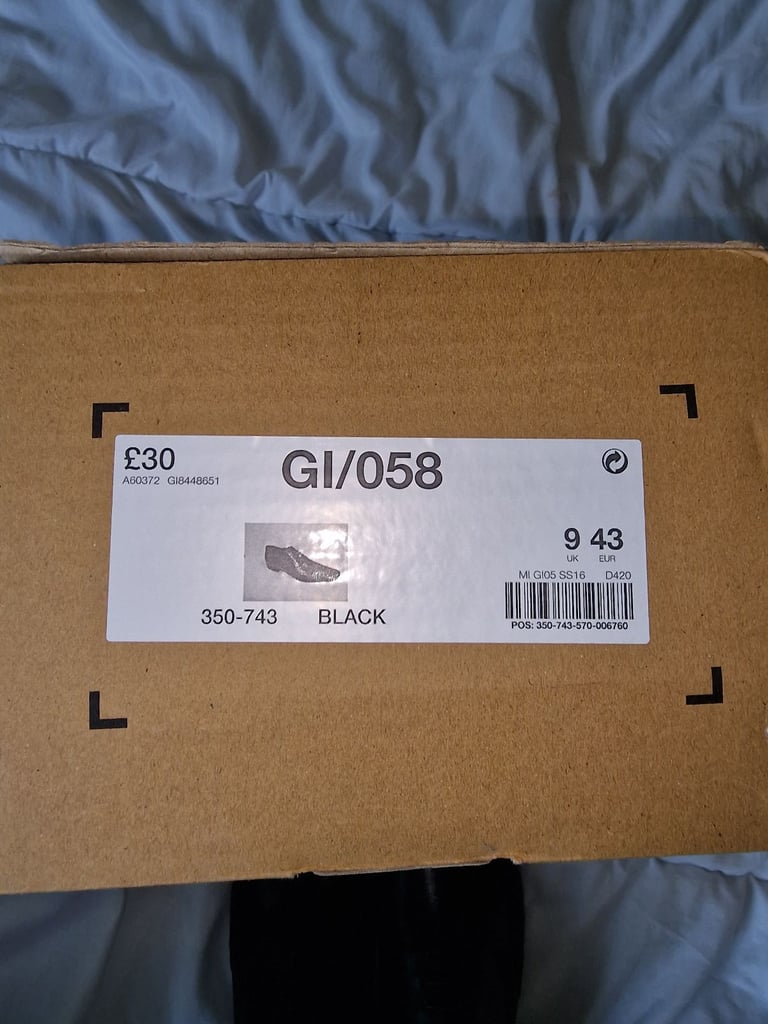 £30
A60372 GI8448651
GI/058
9 43
UK EUR
MI GI05 SS16 D420
POS: 350-743-570-006760
350-743 BLACK